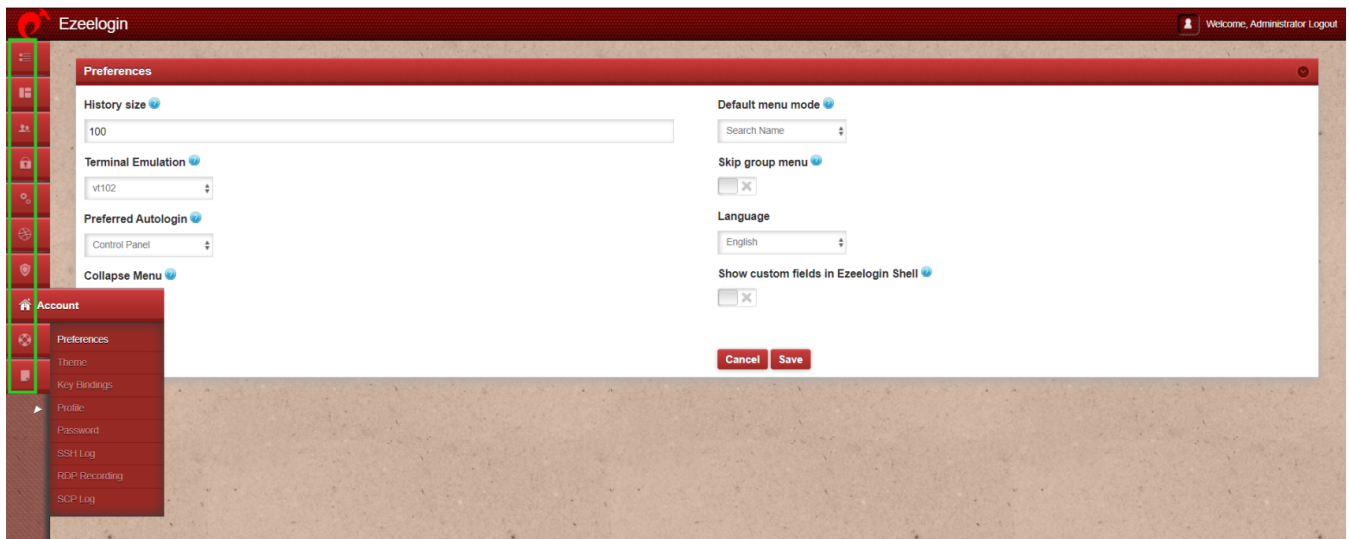 Ezeelogin
Welcome, Administrator Logout
Preferences
History size
100
Terminal Emulation
vt102
Preferred Autologin
Control Panel
Collapse Menu
Default menu mode
Search Name
Skip group menu
Language
English
Show custom fields in Ezeelogin Shell
Cancel Save
Account
Preferences
Theme
Key Bindings
Profile
Password
SSH Log
RDP Recording
SCP Log